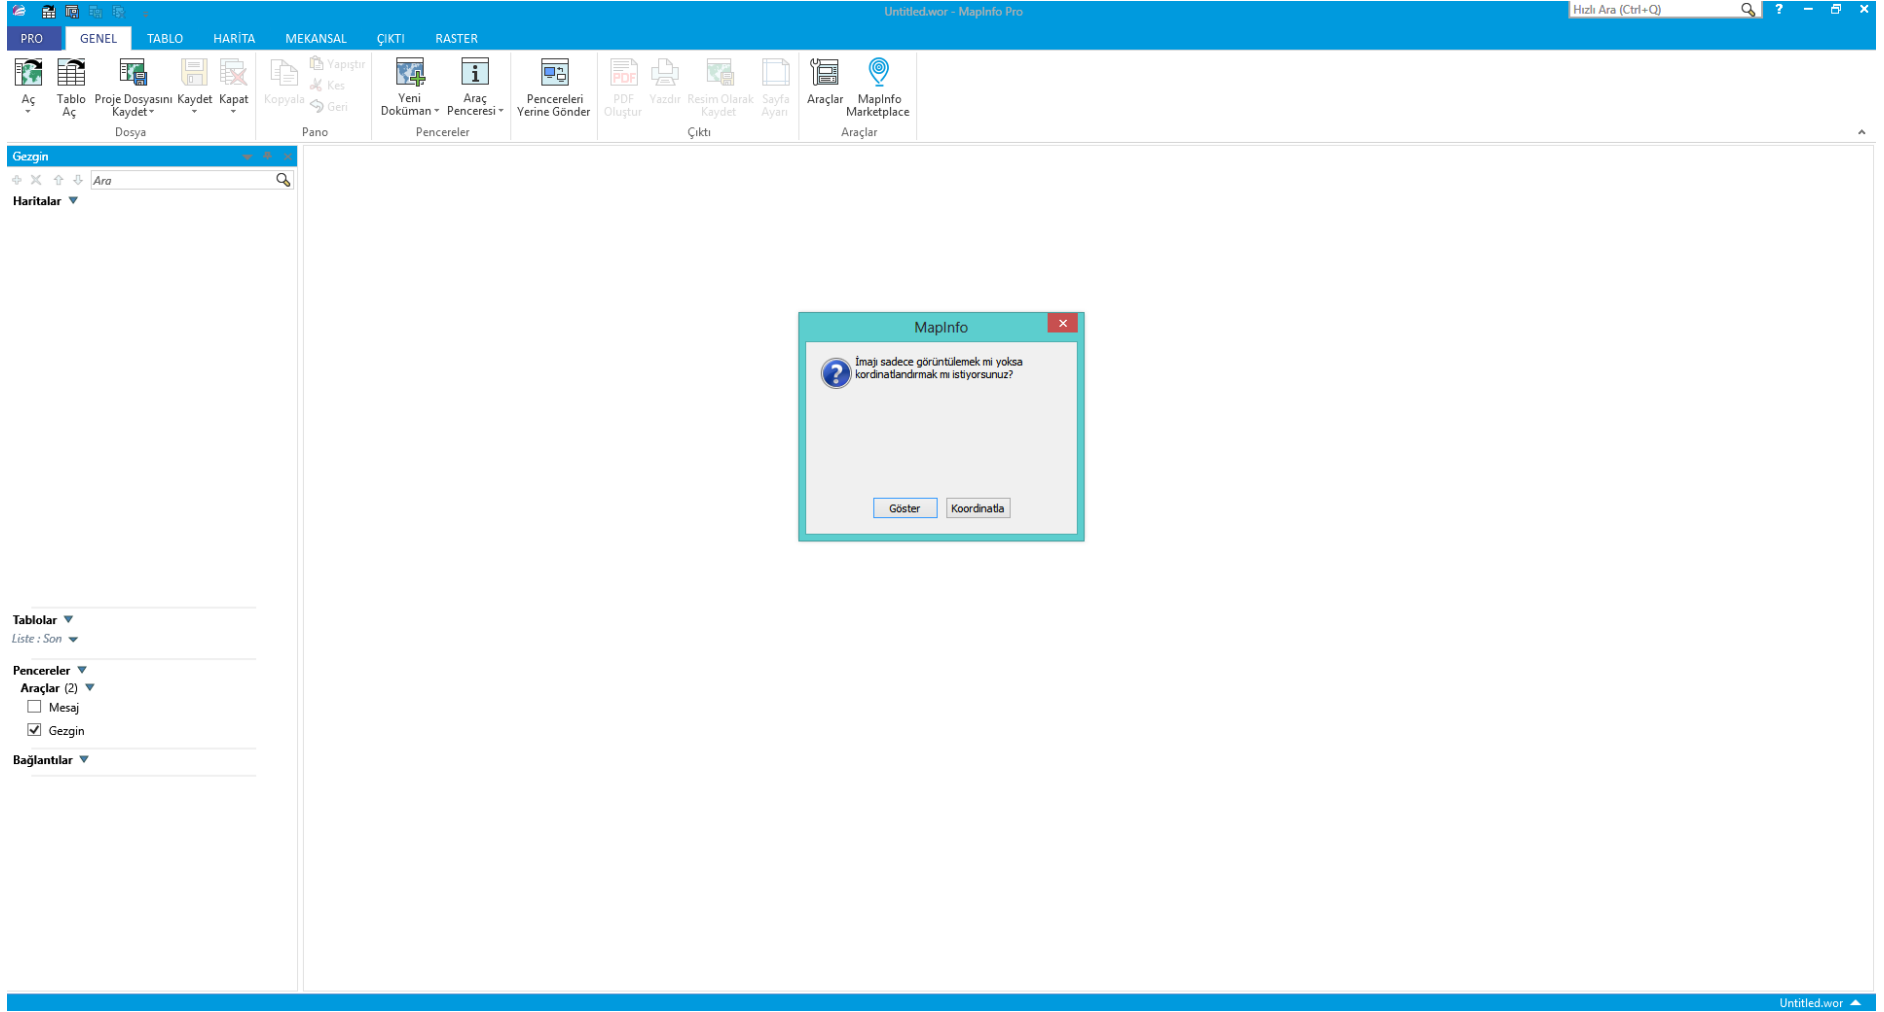 Untitled.wor - MapInfo Pro
Hızlı Ara (Ctrl+Q)
?
PRO GENEL TABLO HARİTA MEKANSAL ÇIKTI RASTER
Aç
Tablo Aç
Proje Dosyasını Kaydet
Kaydet
Kapat
Dosya
Kopyala
Yapıştır
Kes
Geri
Pano
Yeni Doküman
Araç Penceresi
Pencereler
Pencereleri Yerine Gönder
PDF
PDF Oluştur
Yazdır
Resim Olarak Kaydet
Sayfa Ayarı
Çıktı
Araçlar
MapInfo Marketplace
Araçlar
Gezgin
Ara
Haritalar
MapInfo
İmajı sadece görüntülemek mi yoksa
kordinatlandırmak mı istiyorsunuz?
Göster Koordinatla
Tablolar
Liste : Son
Pencereler
Araçlar (2)
Mesaj
Gezgin
Bağlantılar
Untitled.wor